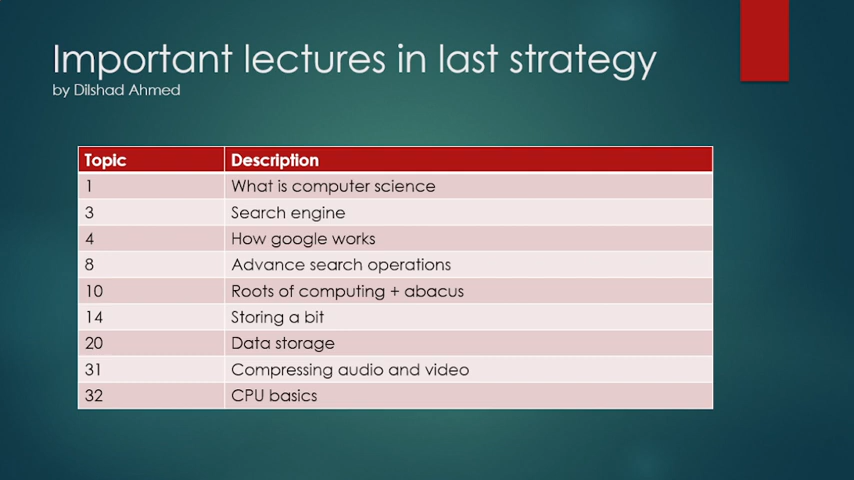 Important lectures in last strategy
by Dilshad Ahmed
Topic Description
1 What is computer science
3 Search engine
4 How google works
8 Advance search operations
10 Roots of computing + abacus
14 Storing a bit
20 Data storage
31 Compressing audio and video
32 CPU basics